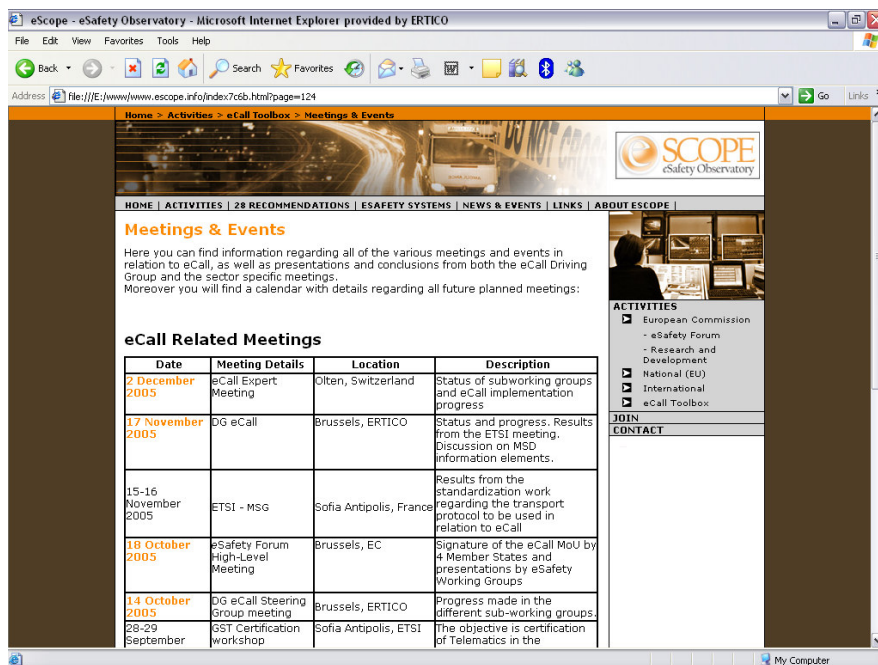 eScope - eSafety Observatory - Microsoft Internet Explorer provided by ERTICO
File Edit View Favorites Tools Help
Back Search Favorites
Address file:///E:/www/www.escope.info/index7c6b.html?page=124 Go Links
Home > Activities > eCall Toolbox > Meetings & Events
DO NOT CROSS
SCOPE
eSafety Observatory
HOME | ACTIVITIES | 28 RECOMMENDATIONS | ESAFETY SYSTEMS | NEWS & EVENTS | LINKS | ABOUT ESCOPE |
Meetings & Events
Here you can find information regarding all of the various meetings and events in
relation to eCall, as well as presentations and conclusions from both the eCall Driving
Group and the sector specific meetings.
Moreover you will find a calendar with details regarding all future planned meetings:
eCall Related Meetings
Date Meeting Details Location Description
2 December
2005
eCall Expert
Meeting
Olten, Switzerland
Status of subworking groups
and eCall implementation
progress
17 November
2005
DG eCall
Brussels, ERTICO
Status and progress. Results
from the ETSI meeting.
Discussion on MSD
information elements.
15-16
November
2005
ETSI - MSG
Sofia Antipolis, France
Results from the
standardization work
regarding the transport
protocol to be used in
relation to eCall
18 October
2005
eSafety Forum
High-Level
Meeting
Brussels, EC
Signature of the eCall MoU by
4 Member States and
presentations by eSafety
Working Groups
14 October
2005
DG eCall Steering
Group meeting
Brussels, ERTICO
Progress made in the
different sub-working groups.
28-29
September
GST Certification
workshop
Sofia Antipolis, ETSI
The objective is certification
of Telematics in the
ACTIVITIES
European Commission
- eSafety Forum
- Research and
Development
National (EU)
International
eCall Toolbox
JOIN
CONTACT
My Computer